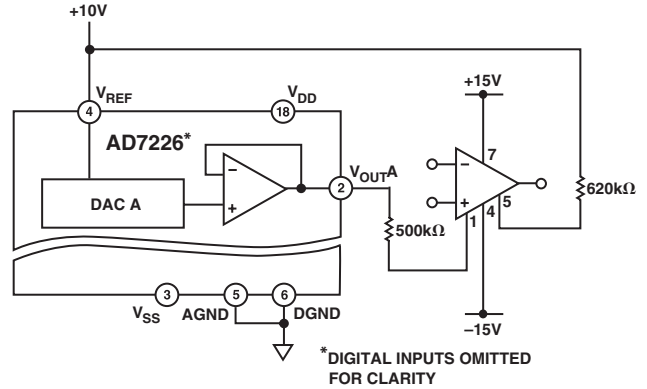 +10V
VREF
4
VDD
18
AD7226*
DAC A
−
+
VOUTA
2
500kΩ
+15V
7
−
+
1
4
5
620kΩ
−15V
3
VSS
5
AGND
6
DGND
*DIGITAL INPUTS OMITTED
FOR CLARITY